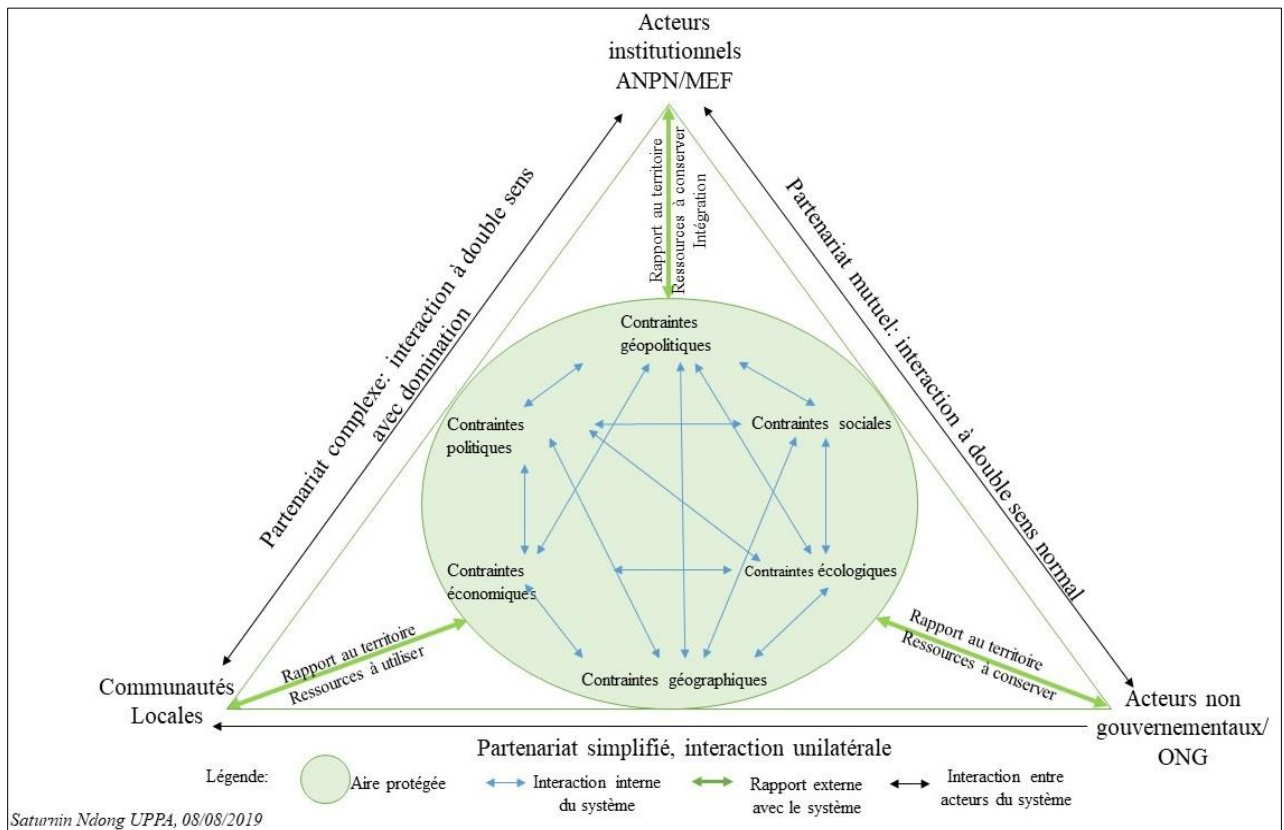 Acteurs
institutionnels
ANPN/MEF
Partenariat complexe: interaction à double sens
avec domination
Rapport au territoire
Ressources à conserver
Intégration
Partenariat mutuel: interaction à double sens normal
Contraintes
géopolitiques
Contraintes
politiques
Contraintes sociales
Contraintes
économiques
Contraintes écologiques
Contraintes géographiques
Rapport au territoire
Ressources à utiliser
Rapport au territoire
Ressources à conserver
Communautés
Locales
Acteurs non
gouvernementaux/
ONG
Partenariat simplifié, interaction unilatérale
Légende:
Aire protégée
Interaction interne
du système
Rapport externe
avec le système
Interaction entre
acteurs du système
Saturnin Ndong UPPA, 08/08/2019